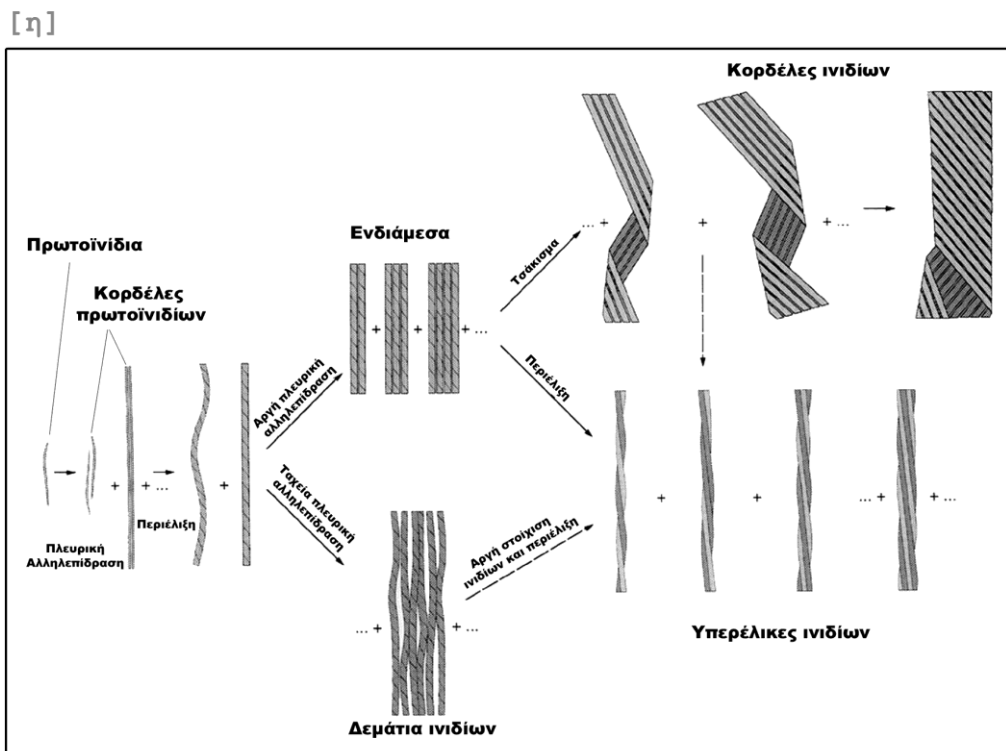 [η]
Κορδέλες ινιδίων
... +
+
+ ...
Ενδιάμεσα
+
+
+ ...
Τσάκισμα
Πρωτοϊνίδια
Κορδέλες
πρωτοϊνιδίων
Περιέλιξη
Αργή πλευρική
αλληλεπίδραση
+
+ ...
+
Περιέλιξη
Πλευρική
Αλληλεπίδραση
Ταχεία πλευρική
αλληλεπίδραση
+
+
... +
+ ...
Αργή στοίχιση
ινιδίων και περιέλιξη
... +
+ ...
Υπερέλικες ινιδίων
Δεμάτια ινιδίων